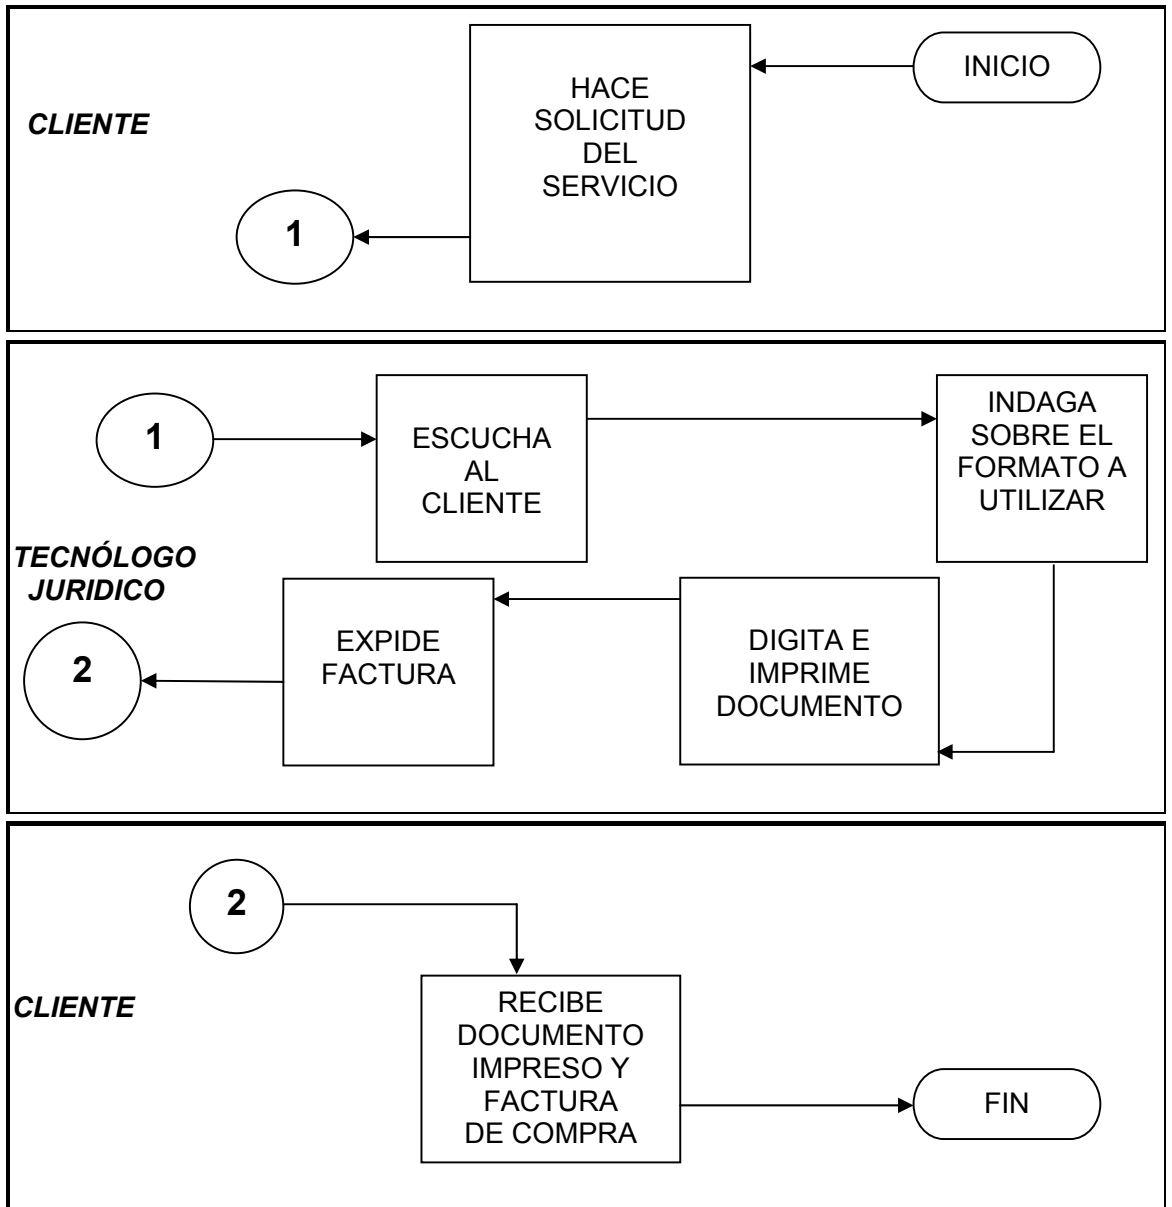 CLIENTE
INICIO
HACE
SOLICITUD
DEL
SERVICIO
1
TECNÓLOGO
JURIDICO
1
ESCUCHA
AL
CLIENTE
INDAGA
SOBRE EL
FORMATO A
UTILIZAR
DIGITA E
IMPRIME
DOCUMENTO
EXPIDE
FACTURA
2
CLIENTE
2
RECIBE
DOCUMENTO
IMPRESO Y
FACTURA
DE COMPRA
FIN